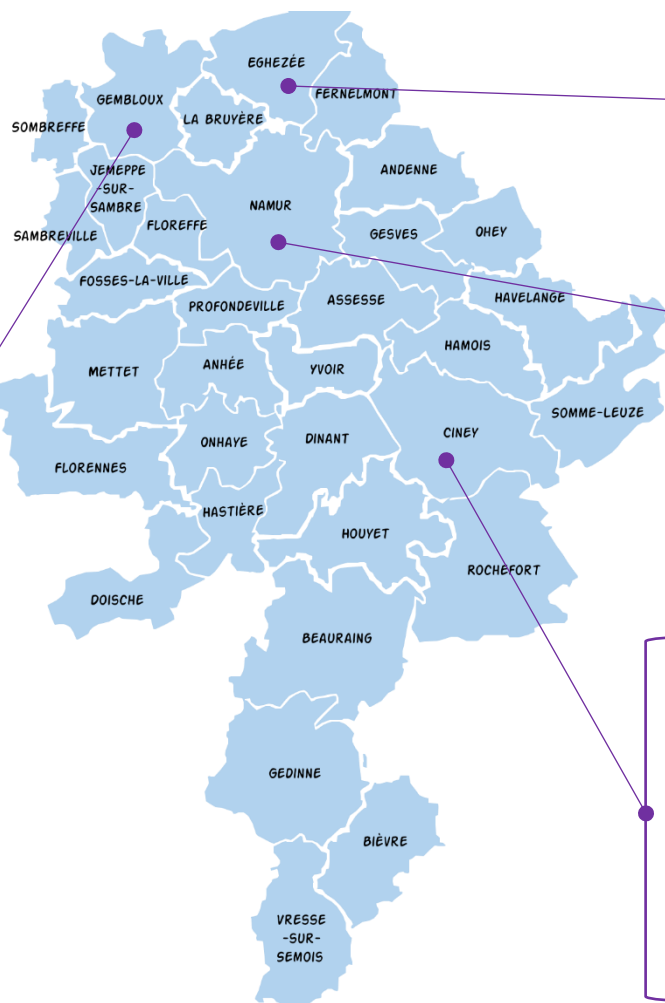 EGHEZÉE
FERNELMONT
GEMBLOUX
LA BRUYÈRE
SOMBREFFE
JEMEPPE
-SUR-
SAMBRE
ANDENNE
NAMUR
FLOREFFE
SAMBREVILLE
GESVES
OHEY
FOSSES-LA-VILLE
PROFONDEVILLE
ASSESSE
HAVELANGE
HAMOIS
METTET
ANHÉE
YVOIR
SOMME-LEUZE
CINEY
ONHAYE
DINANT
FLORENNES
HASTIÈRE
HOUYET
ROCHEFORT
DOISCHE
BEAURAING
GEDINNE
BIÈVRE
VRESSE
-SUR-
SEMOIS